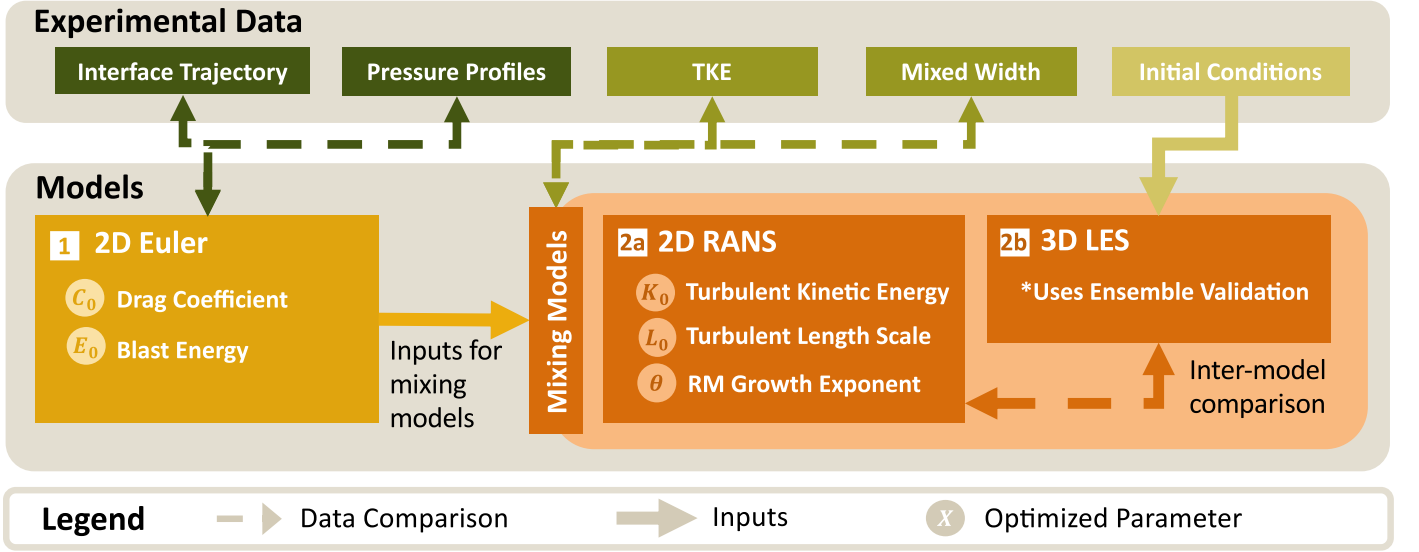 Experimental Data
Interface Trajectory
Pressure Profiles
TKE
Mixed Width
Initial Conditions
Models
1 2D Euler
C₀ Drag Coefficient
E₀ Blast Energy
Inputs for
mixing
models
Mixing Models
2a 2D RANS
K₀ Turbulent Kinetic Energy
L₀ Turbulent Length Scale
θ RM Growth Exponent
2b 3D LES
*Uses Ensemble Validation
Inter-model
comparison
Legend
Data Comparison
Inputs
X Optimized Parameter